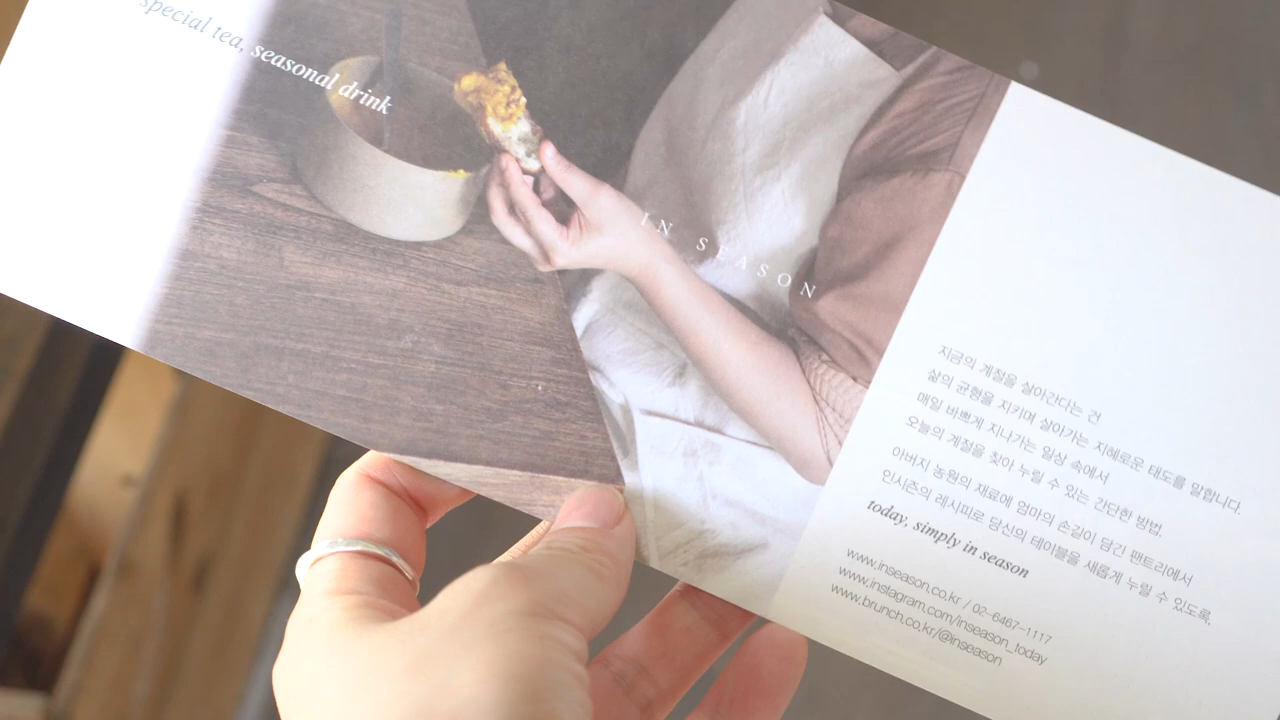 special tea, seasonal drink
IN SEASON
지금의 계절을 살아간다는 건
삶의 균형을 지키며 살아가는 지혜로운 태도를 말합니다.
매일 바쁘게 지나가는 일상 속에서
오늘의 계절을 찾아 누릴 수 있는 간단한 방법,
아버지 농원의 재료에 엄마의 손길이 담긴 팬트리에서
인시즌의 레시피로 당신의 테이블을 새롭게 누릴 수 있도록,
today, simply in season
www.inseason.co.kr / 02-6467-1117
www.instagram.com/inseason_today
www.brunch.co.kr/@inseason